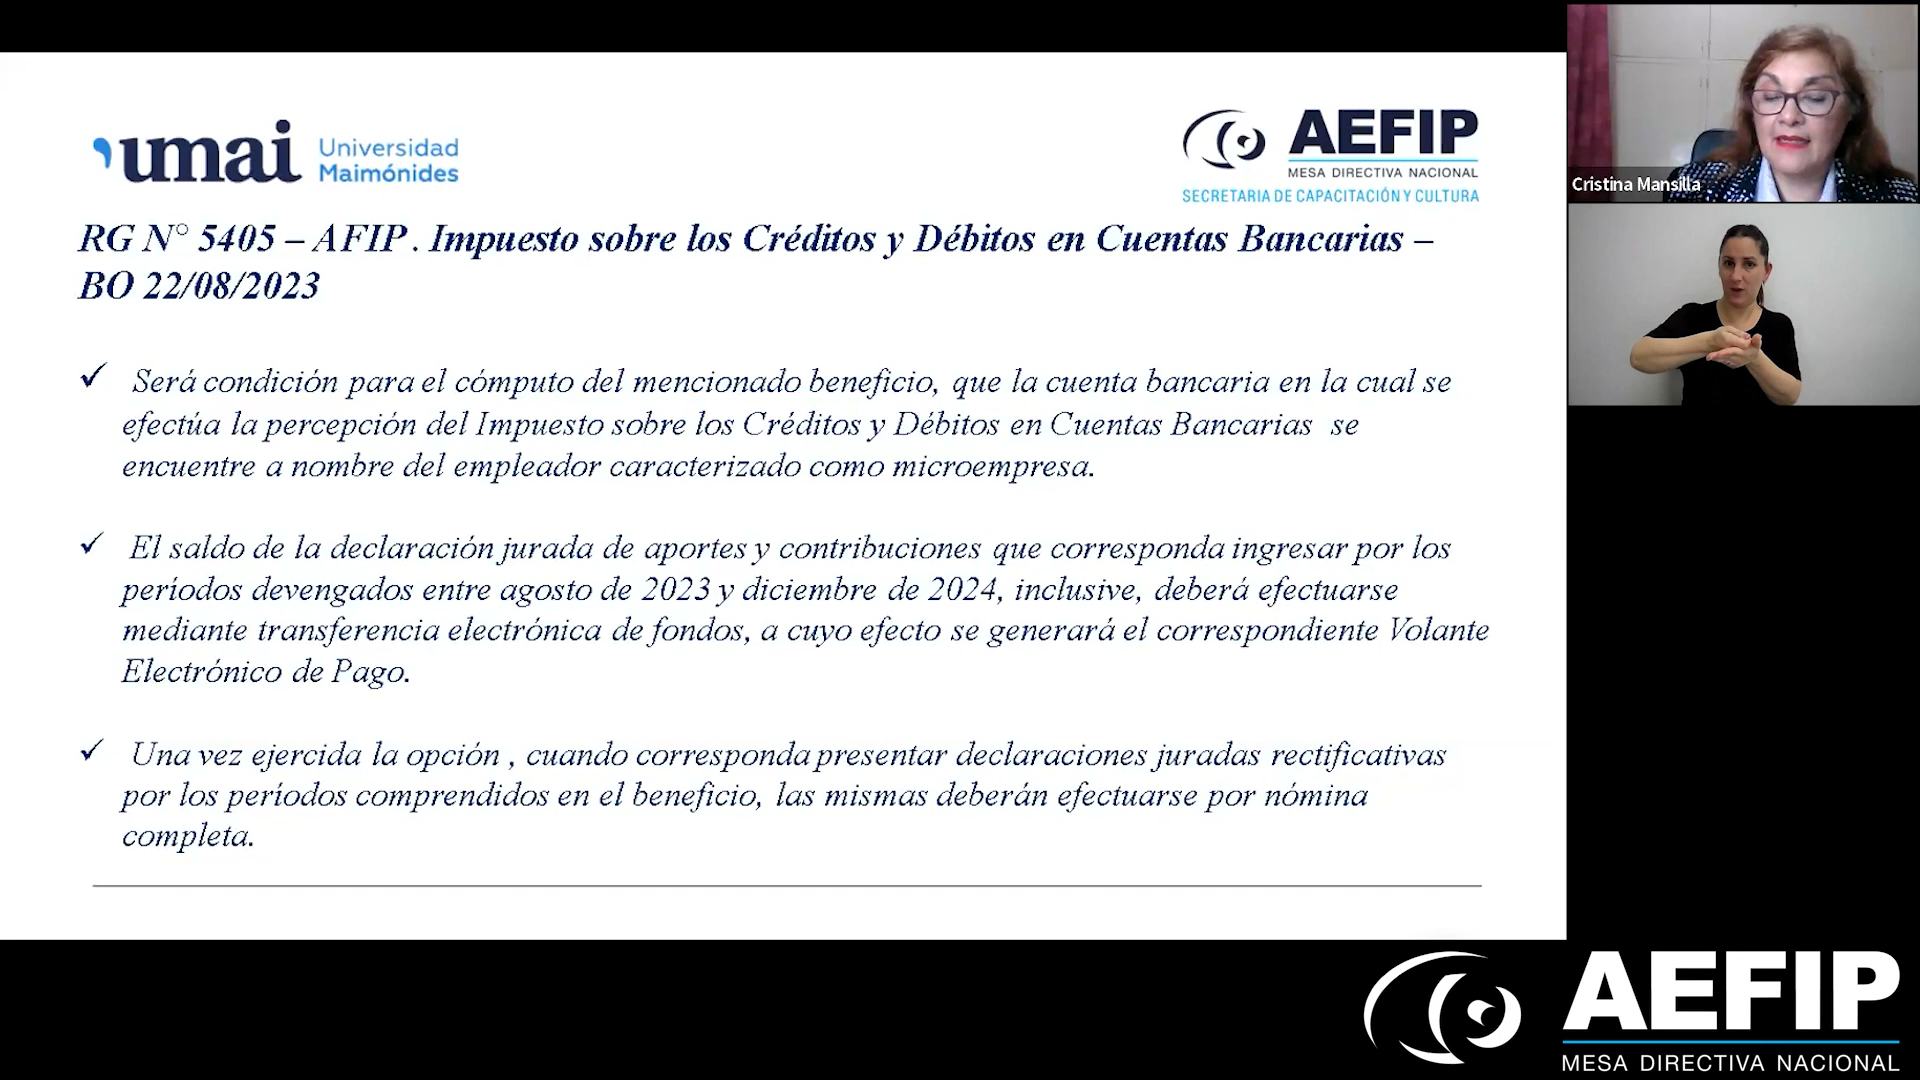 umai Universidad
Maimónides
AEFIP
MESA DIRECTIVA NACIONAL
SECRETARIA DE CAPACITACIÓN Y CULTURA
RG N° 5405 – AFIP . Impuesto sobre los Créditos y Débitos en Cuentas Bancarias –
BO 22/08/2023
✓ Será condición para el cómputo del mencionado beneficio, que la cuenta bancaria en la cual se
efectúa la percepción del Impuesto sobre los Créditos y Débitos en Cuentas Bancarias se
encuentre a nombre del empleador caracterizado como microempresa.
✓ El saldo de la declaración jurada de aportes y contribuciones que corresponda ingresar por los
períodos devengados entre agosto de 2023 y diciembre de 2024, inclusive, deberá efectuarse
mediante transferencia electrónica de fondos, a cuyo efecto se generará el correspondiente Volante
Electrónico de Pago.
✓ Una vez ejercida la opción , cuando corresponda presentar declaraciones juradas rectificativas
por los períodos comprendidos en el beneficio, las mismas deberán efectuarse por nómina
completa.
Cristina Mansilla
AEFIP
MESA DIRECTIVA NACIONAL